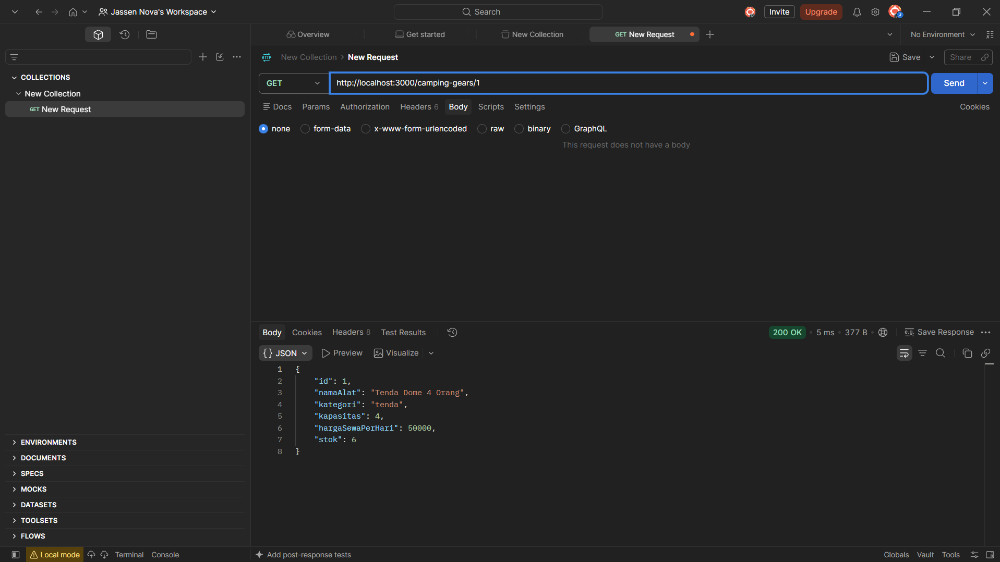 Jassen Nova's Workspace
Search
Invite
Upgrade
Overview
Get started
New Collection
GET New Request
No Environment
COLLECTIONS
New Collection
GET New Request
HTTP
New Collection > New Request
Save
Share
GET
http://localhost:3000/camping-gears/1
Send
Docs
Params
Authorization
Headers 6
Body
Scripts
Settings
Cookies
none
form-data
x-www-form-urlencoded
raw
binary
GraphQL
This request does not have a body
ENVIRONMENTS
DOCUMENTS
SPECS
MOCKS
DATASETS
TOOLSETS
FLOWS
Body
Cookies
Headers 8
Test Results
200 OK • 5 ms • 377 B
e.g. Save Response
{} JSON
Preview
Visualize
1 {
2 "id": 1,
3 "namaAlat": "Tenda Dome 4 Orang",
4 "kategori": "tenda",
5 "kapasitas": 4,
6 "hargaSewaPerHari": 50000,
7 "stok": 6
8 }
Local mode
Terminal
Console
Add post-response tests
Globals
Vault
Tools